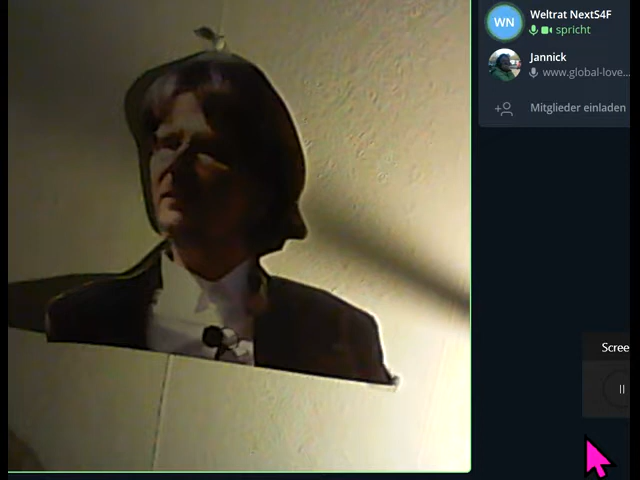 WN
Weltrat NextS4F
spricht
Jannick
www.global-love...
Mitglieder einladen
Scree